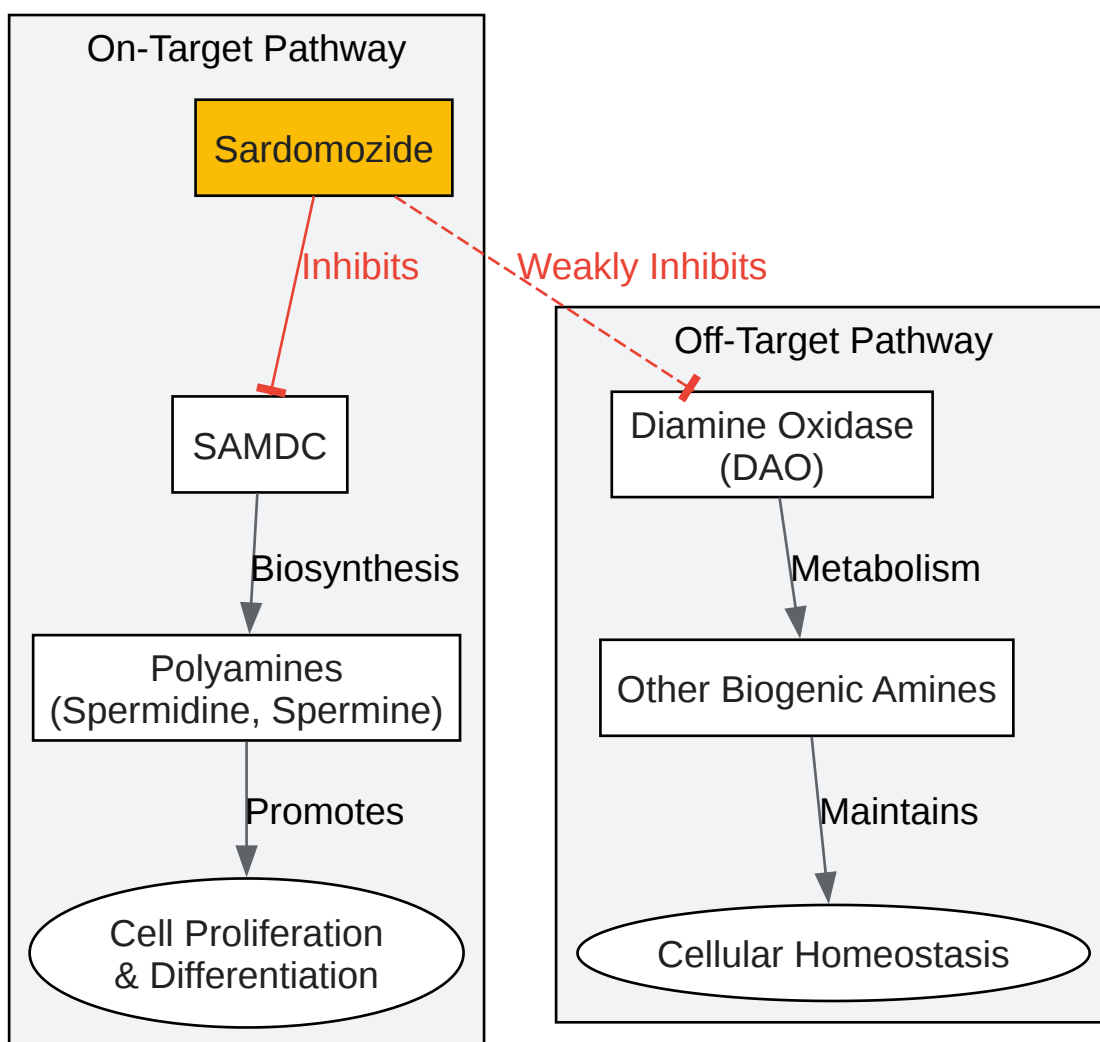 On-Target Pathway
Sardomozide
Inhibits
Weakly Inhibits
SAMDC
Biosynthesis
Polyamines
(Spermidine, Spermine)
Promotes
Cell Proliferation
& Differentiation
Off-Target Pathway
Diamine Oxidase
(DAO)
Metabolism
Other Biogenic Amines
Maintains
Cellular Homeostasis